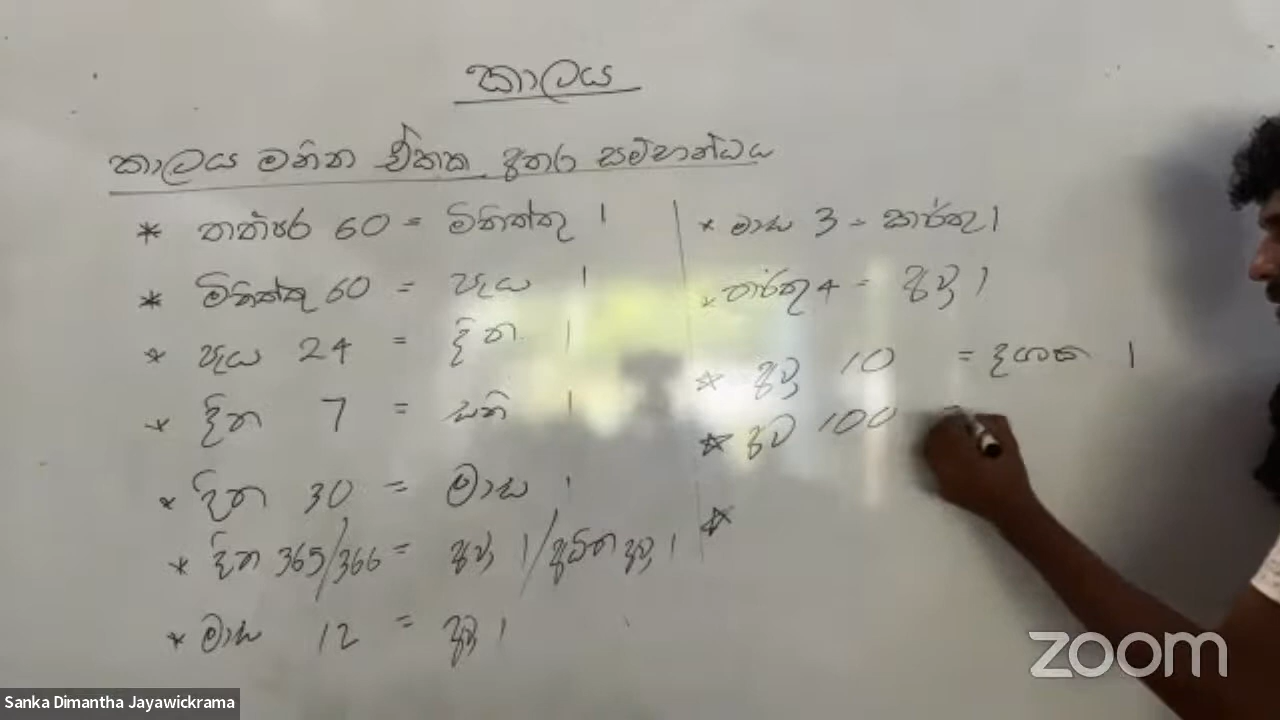 කාලය
කාලය මනින ඒකක අතර සම්බන්ධය
* තත්පර 60 = මිනිත්තු 1
* මිනිත්තු 60 = පැය 1
* පැය 24 = දින 1
* දින 7 = සති 1
* දින 30 = මාස 1
* දින 365/366 = අවු 1/අධික අවු 1
* මාස 12 = අවු 1
* මාස 3 = කාර්තු 1
* කාර්තු 4 = අවු 1
* අවු 10 = දශක 1
* අව 100 =
*
zoom
Sanka Dimantha Jayawickrama